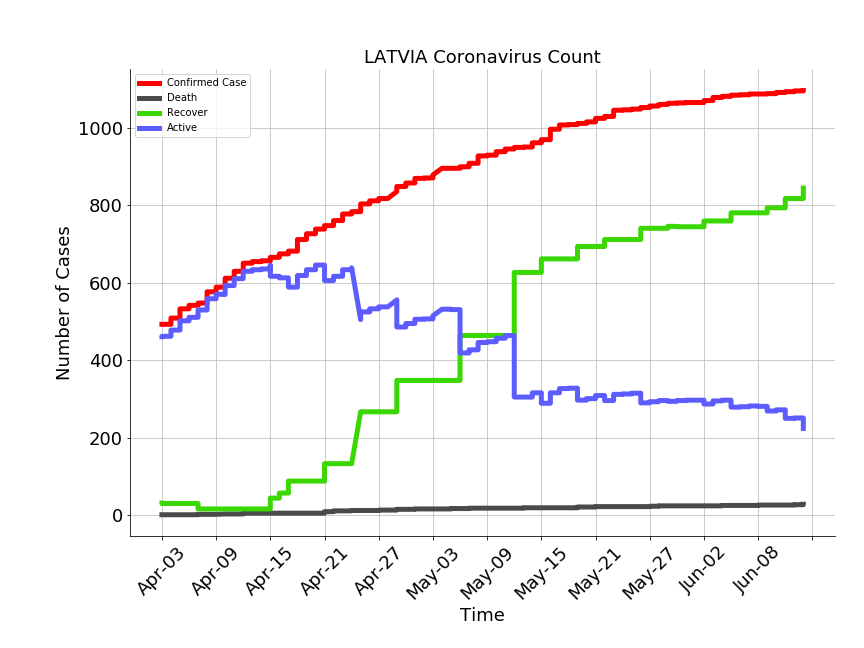 LATVIA Coronavirus Count
Confirmed Case
Death
Recover
Active
1000
800
600
400
200
0
Number of Cases
Apr-03
Apr-09
Apr-15
Apr-21
Apr-27
May-03
May-09
May-15
May-21
May-27
Jun-02
Jun-08
Time